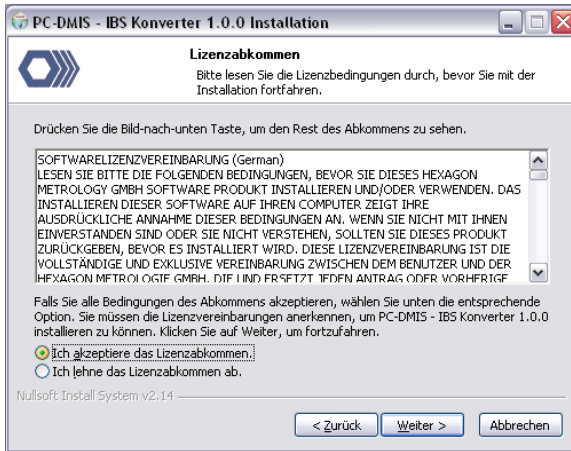 PC-DMIS - IBS Konverter 1.0.0 Installation
Lizenzabkommen
Bitte lesen Sie die Lizenzbedingungen durch, bevor Sie mit der
Installation fortfahren.
Drücken Sie die Bild-nach-unten Taste, um den Rest des Abkommens zu sehen.
SOFTWARELIZENZVEREINBARUNG (German)
LESEN SIE BITTE DIE FOLGENDEN BEDINGUNGEN, BEVOR SIE DIESES HEXAGON
METROLOGY GMBH SOFTWARE PRODUKT INSTALLIEREN UND/ODER VERWENDEN. DAS
INSTALLIEREN DIESER SOFTWARE AUF IHREN COMPUTER ZEIGT IHRE
AUSDRÜCKLICHE ANNAHME DIESER BEDINGUNGEN AN. WENN SIE NICHT MIT IHNEN
EINVERSTANDEN SIND ODER SIE NICHT VERSTEHEN, SOLLTEN SIE DIESES PRODUKT
ZURÜCKGEBEN, BEVOR ES INSTALLIERT WIRD. DIESE LIZENZVEREINBARUNG IST DIE
VOLLSTÄNDIGE UND EXKLUSIVE VEREINBARUNG ZWISCHEN DEM BENUTZER UND DER
HEXAGON METROLOGIE GMBH, DIE UND ERSETZT JEDEN ANTRAG ODER VORHERIGE
Falls Sie alle Bedingungen des Abkommens akzeptieren, wählen Sie unten die entsprechende
Option. Sie müssen die Lizenzvereinbarungen anerkennen, um PC-DMIS - IBS Konverter 1.0.0
installieren zu können. Klicken Sie auf Weiter, um fortzufahren.
Ich akzeptiere das Lizenzabkommen.
Ich lehne das Lizenzabkommen ab.
Nullsoft Install System v2.14
< Zurück
Weiter >
Abbrechen